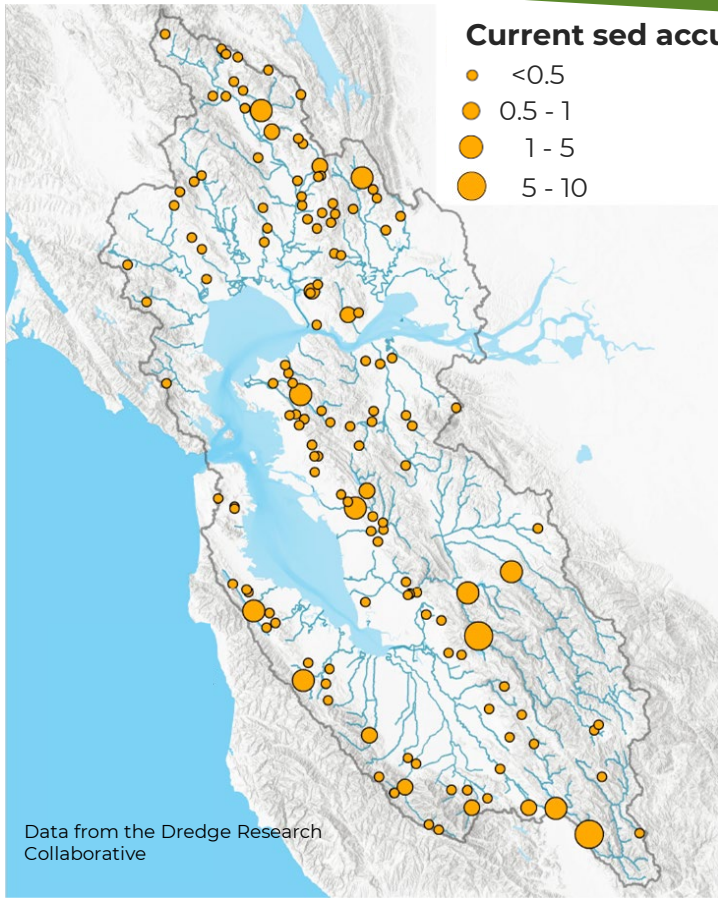 Current sed accu
<0.5
0.5 - 1
1 - 5
5 - 10
Data from the Dredge Research
Collaborative